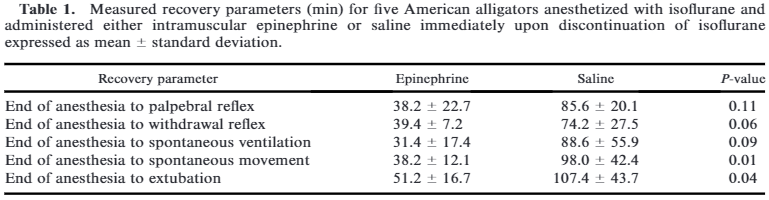 Table 1. Measured recovery parameters (min) for five American alligators anesthetized with isoflurane and
administered either intramuscular epinephrine or saline immediately upon discontinuation of isoflurane
expressed as mean ± standard deviation.
Recovery parameter Epinephrine Saline P-value
End of anesthesia to palpebral reflex 38.2 ± 22.7 85.6 ± 20.1 0.11
End of anesthesia to withdrawal reflex 39.4 ± 7.2 74.2 ± 27.5 0.06
End of anesthesia to spontaneous ventilation 31.4 ± 17.4 88.6 ± 55.9 0.09
End of anesthesia to spontaneous movement 38.2 ± 12.1 98.0 ± 42.4 0.01
End of anesthesia to extubation 51.2 ± 16.7 107.4 ± 43.7 0.04